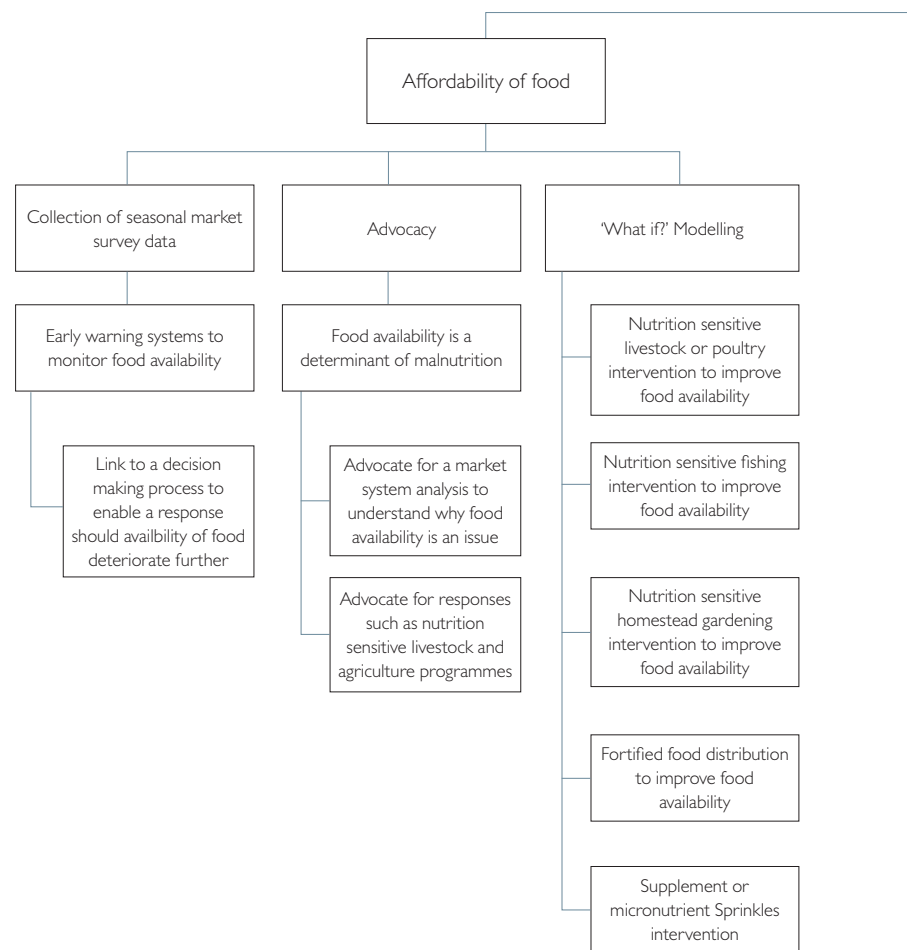 Affordability of food
Collection of seasonal market
survey data
Advocacy
‘What if?’ Modelling
Early warning systems to
monitor food availability
Food availability is a
determinant of malnutrition
Nutrition sensitive
livestock or poultry
intervention to improve
food availability
Link to a decision
making process to
enable a response
should availbility of food
deteriorate further
Advocate for a market
system analysis to
understand why food
availability is an issue
Nutrition sensitive fishing
intervention to improve
food availability
Advocate for responses
such as nutrition
sensitive livestock and
agriculture programmes
Nutrition sensitive
homestead gardening
intervention to improve
food availability
Fortified food distribution
to improve food
availability
Supplement or
micronutrient Sprinkles
intervention